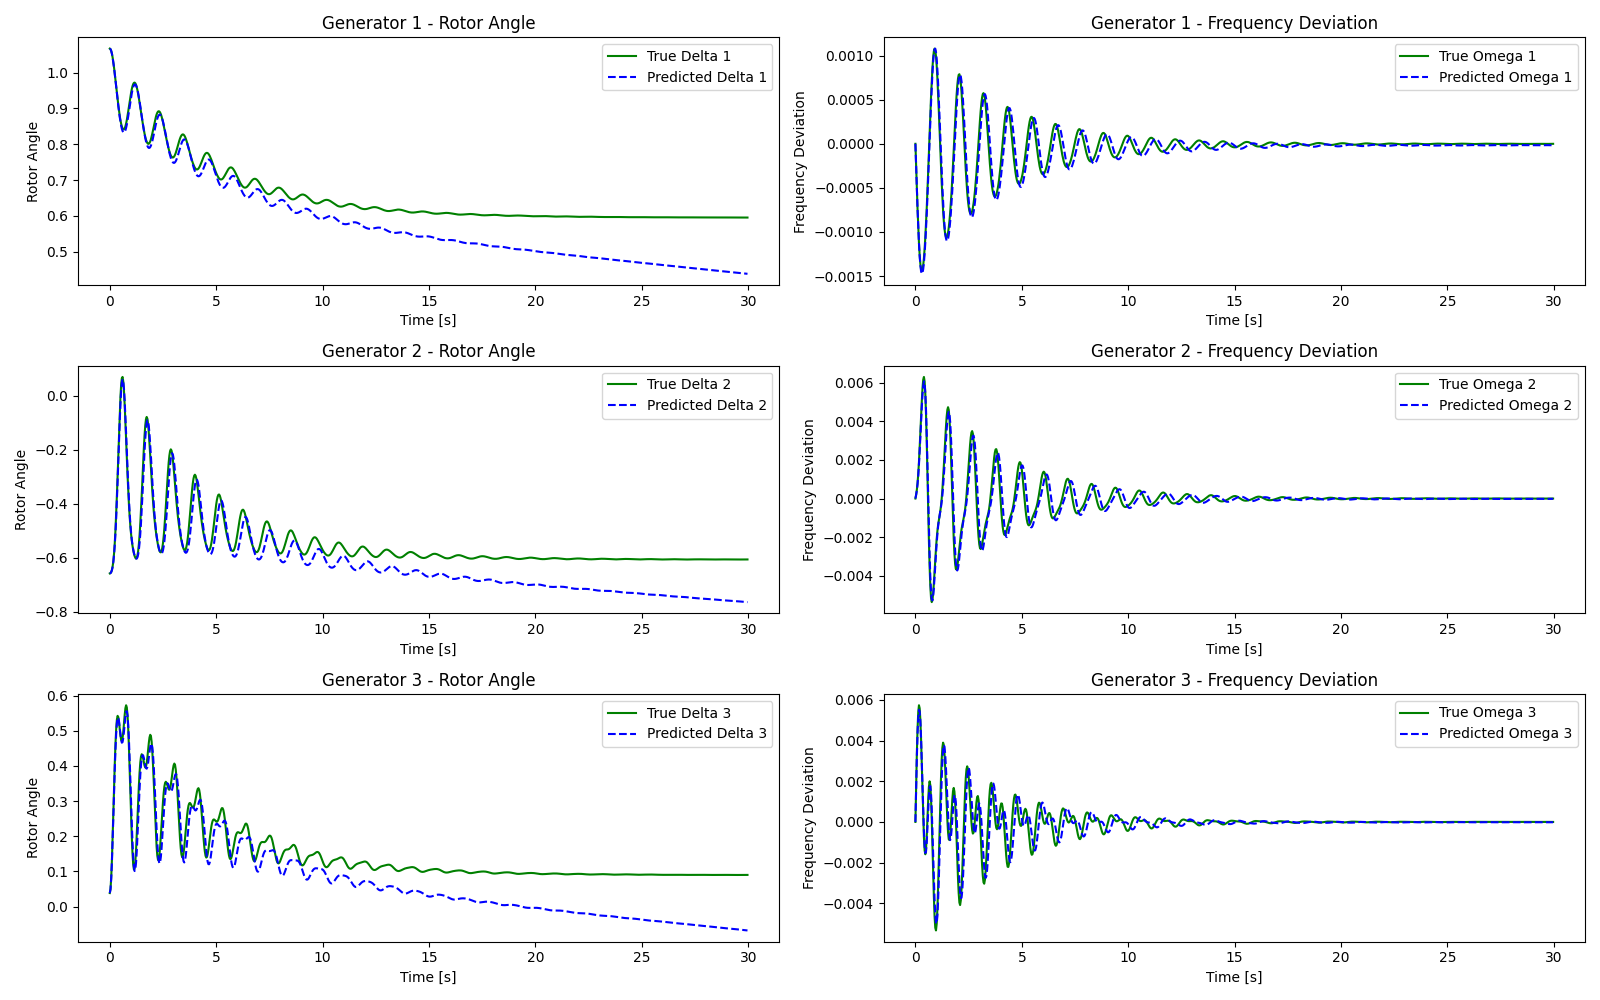 Generator 1 - Rotor Angle
True Delta 1
Predicted Delta 1
Rotor Angle
1.0
0.9
0.8
0.7
0.6
0.5
0 5 10 15 20 25 30
Time [s]
Generator 1 - Frequency Deviation
True Omega 1
Predicted Omega 1
Frequency Deviation
0.0010
0.0005
0.0000
−0.0005
−0.0010
−0.0015
0 5 10 15 20 25 30
Time [s]
Generator 2 - Rotor Angle
True Delta 2
Predicted Delta 2
Rotor Angle
0.0
−0.2
−0.4
−0.6
−0.8
0 5 10 15 20 25 30
Time [s]
Generator 2 - Frequency Deviation
True Omega 2
Predicted Omega 2
Frequency Deviation
0.006
0.004
0.002
0.000
−0.002
−0.004
0 5 10 15 20 25 30
Time [s]
Generator 3 - Rotor Angle
True Delta 3
Predicted Delta 3
Rotor Angle
0.6
0.5
0.4
0.3
0.2
0.1
0.0
0 5 10 15 20 25 30
Time [s]
Generator 3 - Frequency Deviation
True Omega 3
Predicted Omega 3
Frequency Deviation
0.006
0.004
0.002
0.000
−0.002
−0.004
0 5 10 15 20 25 30
Time [s]